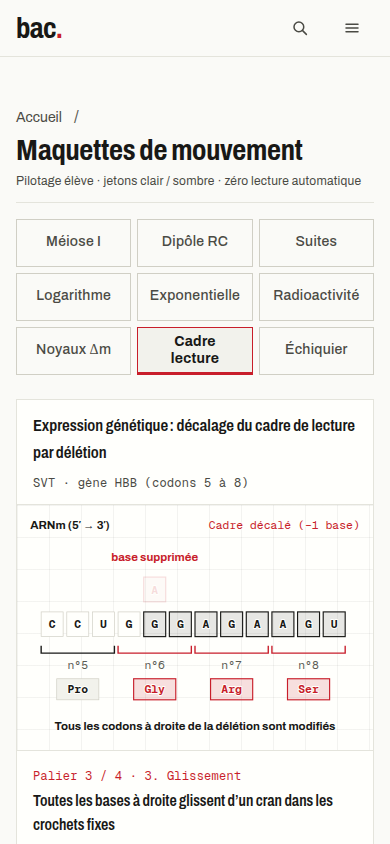 bac.
Accueil /
Maquettes de mouvement
Pilotage élève · jetons clair / sombre · zéro lecture automatique
Méiose I
Dipôle RC
Suites
Logarithme
Exponentielle
Radioactivité
Noyaux Δm
Cadre
lecture
Échiquier
Expression génétique : décalage du cadre de lecture
par délétion
SVT · gène HBB (codons 5 à 8)
ARNm (5′ → 3′)
Cadre décalé (−1 base)
base supprimée
A
C C U G G G A G A A G U
n°5 n°6 n°7 n°8
Pro Gly Arg Ser
Tous les codons à droite de la délétion sont modifiés
Palier 3 / 4 · 3. Glissement
Toutes les bases à droite glissent d’un cran dans les
crochets fixes